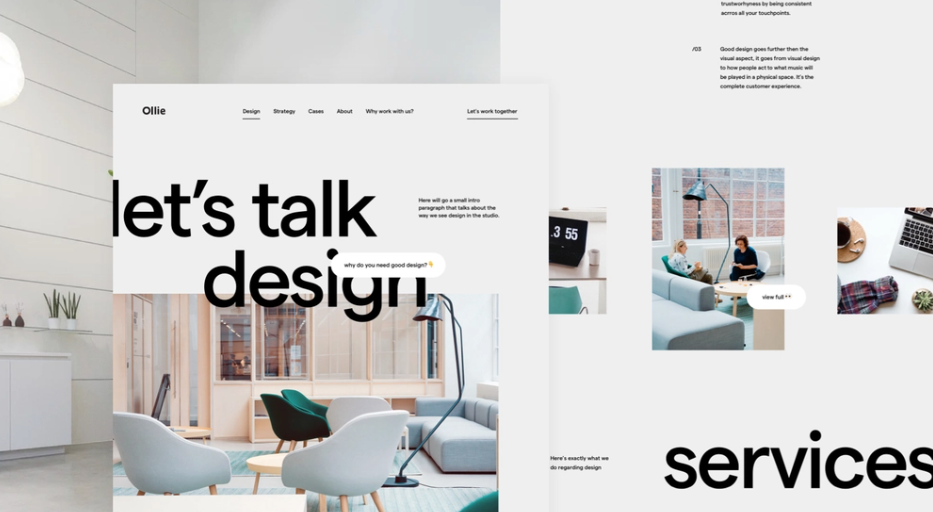 trustworhyness by being consistent
acrros all your touchpoints.
/03
Good design goes further then the
visual aspect, it goes from visual design
to how people act to what music will
be played in a physical space. It's the
complete customer experience.
Ollie
Design Strategy Cases About Why work with us? Let's work together
let's talk
design
Here will go a small intro
paragraph that talks about the
way we see design in the studio.
why do you need good design?👇
.3 55
view full 👀
Here's exactly what we
do regarding design
services